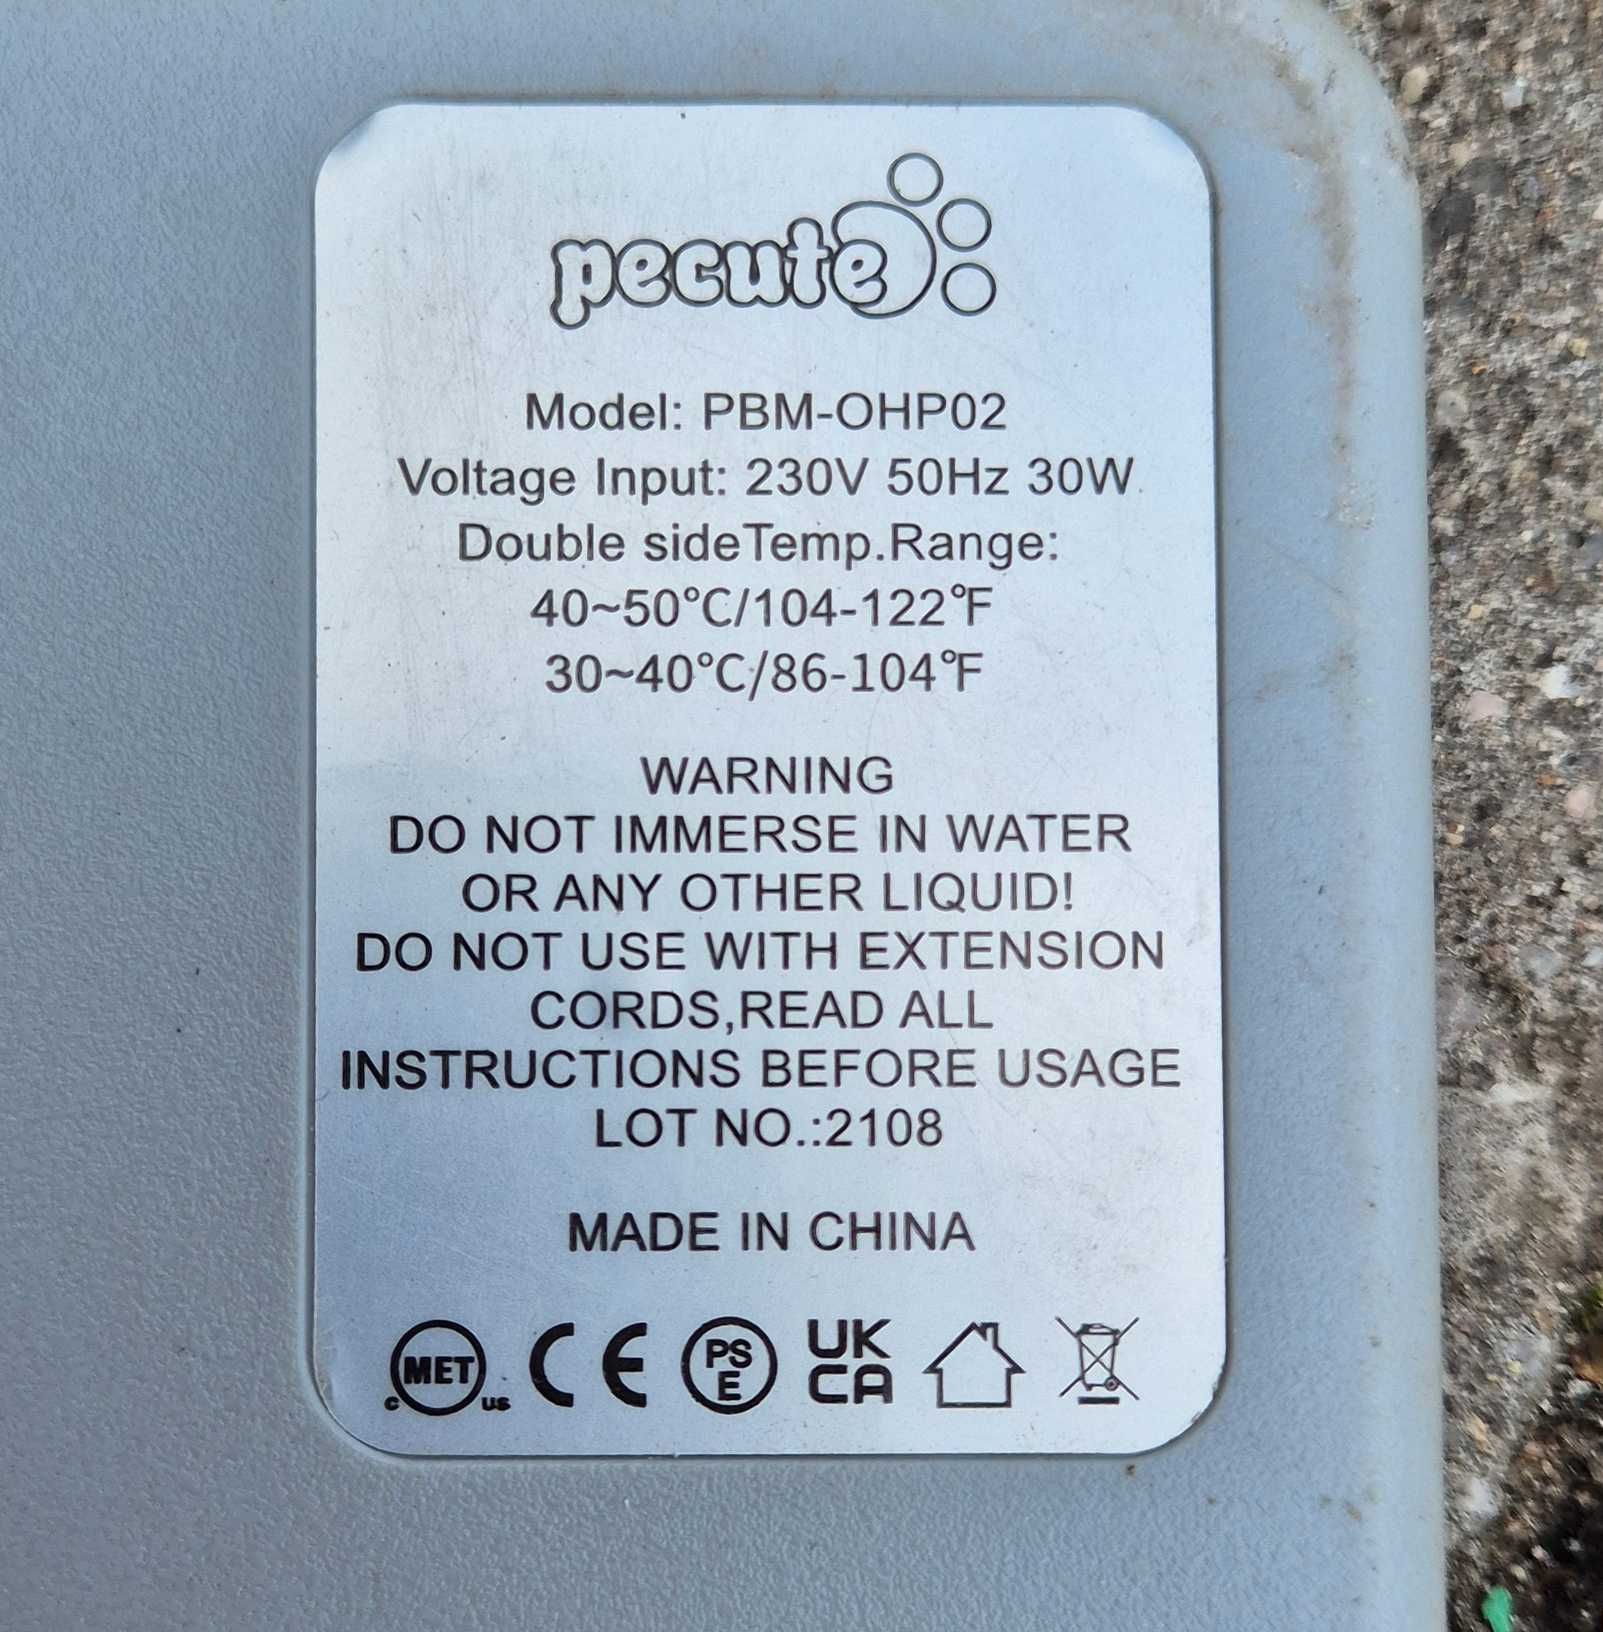 pecute
Model: PBM-OHP02
Voltage Input: 230V 50Hz 30W
Double sideTemp.Range:
40~50℃/104-122℉
30~40℃/86-104℉
WARNING
DO NOT IMMERSE IN WATER
OR ANY OTHER LIQUID!
DO NOT USE WITH EXTENSION
CORDS,READ ALL
INSTRUCTIONS BEFORE USAGE
LOT NO.:2108
MADE IN CHINA
c MET us CE PS E UK CA